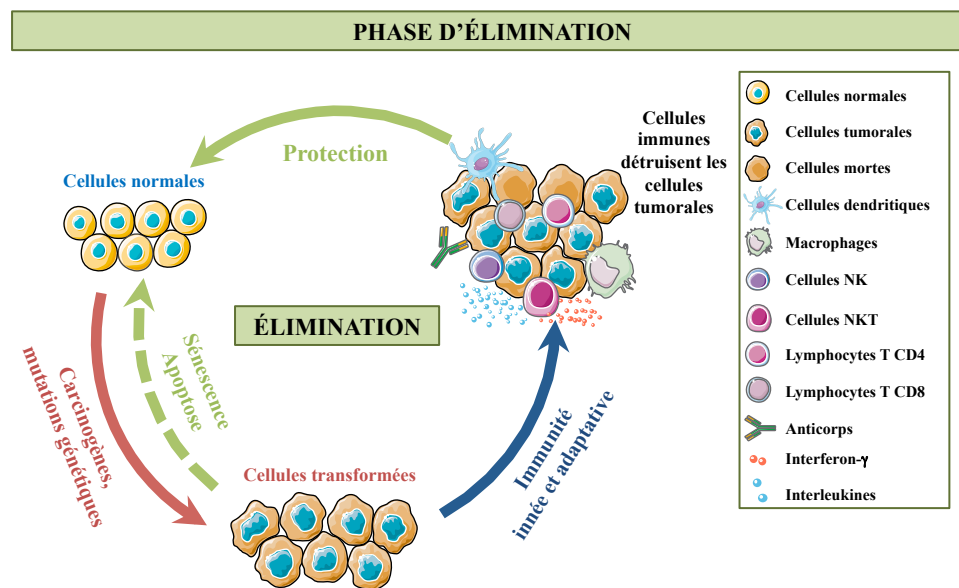 PHASE D'ÉLIMINATION
Protection
Cellules normales
Cellules
immunes
détruisent les
cellules
tumorales
ÉLIMINATION
Carcinogènes,
mutations génétiques
Sénescence
Apoptose
Cellules transformées
Immunité
innée et adaptative
Cellules normales
Cellules tumorales
Cellules mortes
Cellules dendritiques
Macrophages
Cellules NK
Cellules NKT
Lymphocytes T CD4
Lymphocytes T CD8
Anticorps
Interferon-γ
Interleukines